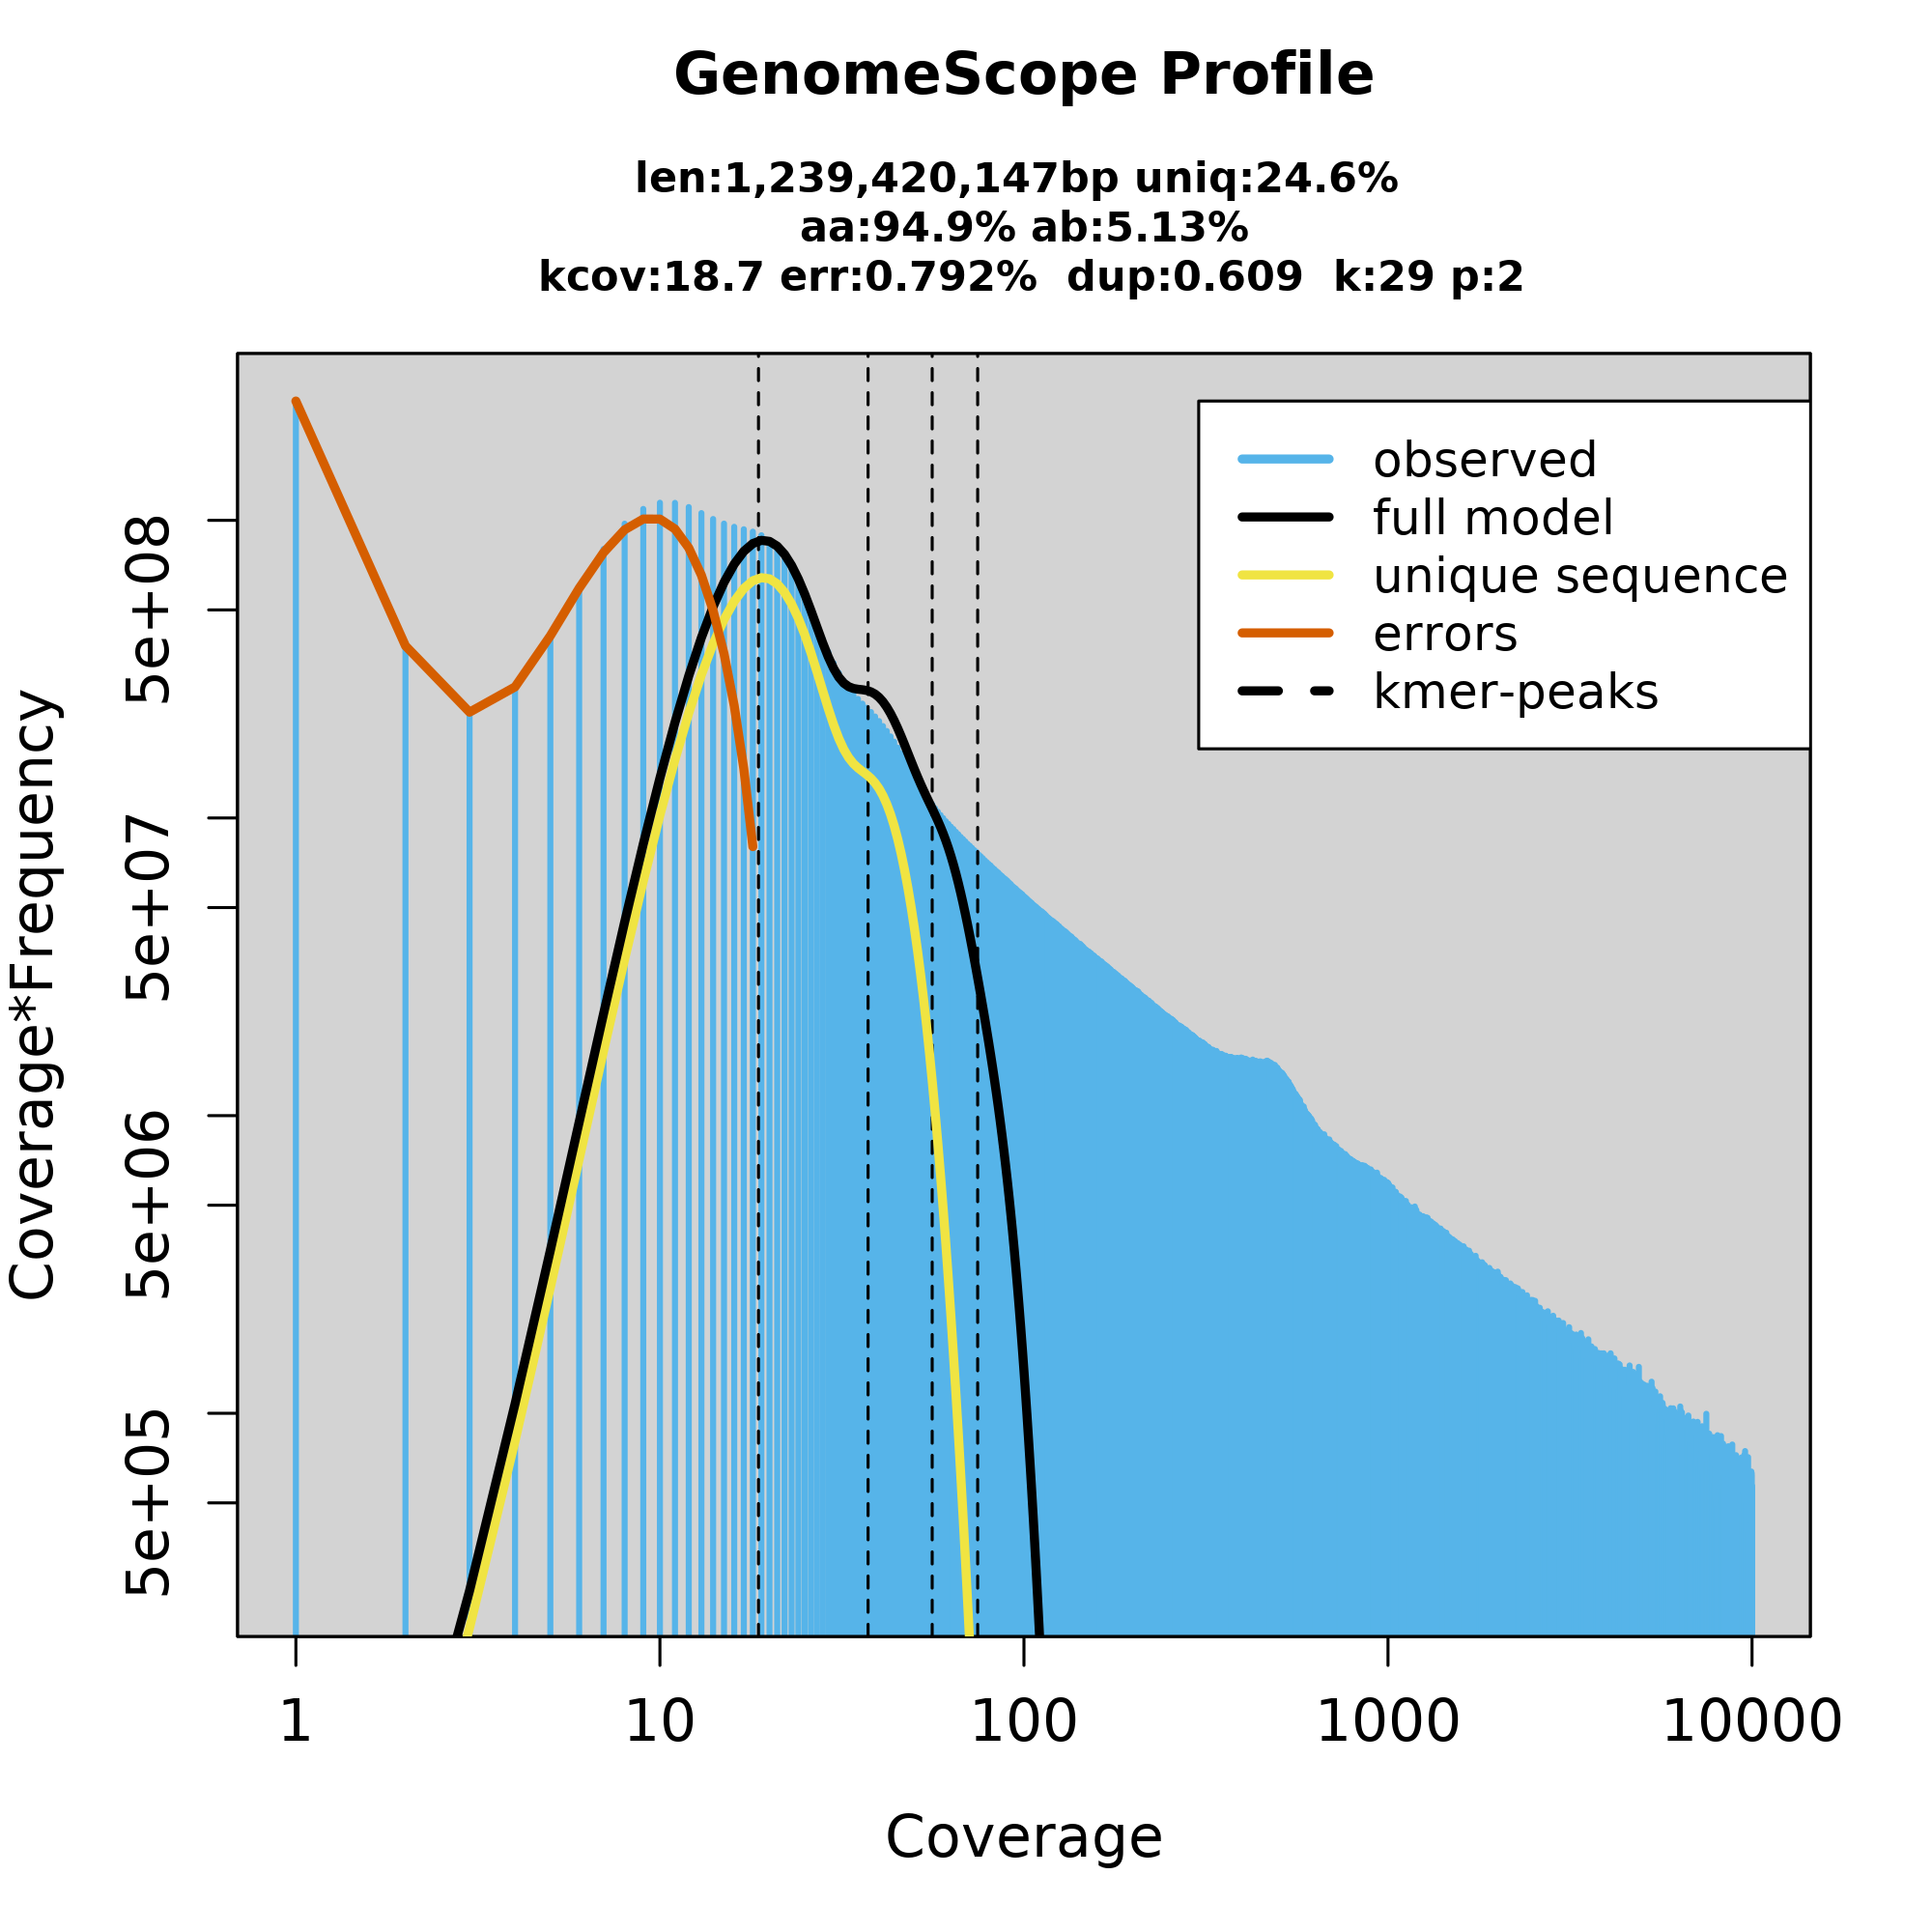 GenomeScope Profile
len:1,239,420,147bp uniq:24.6%
aa:94.9% ab:5.13%
kcov:18.7 err:0.792%  dup:0.609  k:29 p:2
observed
full model
unique sequence
errors
kmer-peaks
Coverage*Frequency
5e+08
5e+07
5e+06
5e+05
1
10
100
1000
10000
Coverage